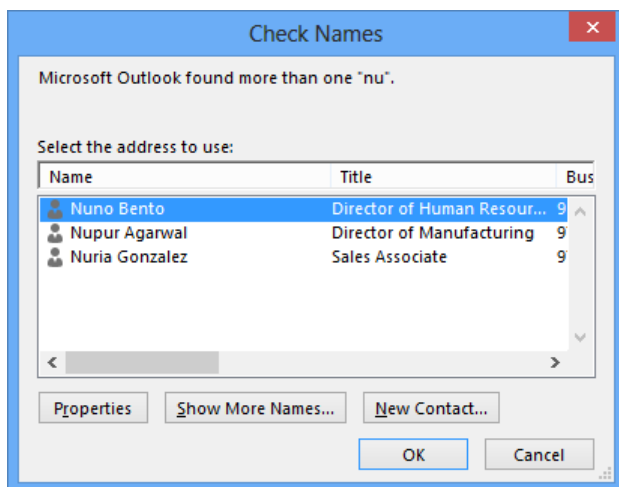 Check Names
Microsoft Outlook found more than one "nu".
Select the address to use:
Name Title Bus
Nuno Bento Director of Human Resour... 9
Nupur Agarwal Director of Manufacturing 9
Nuria Gonzalez Sales Associate 9
Properties Show More Names... New Contact...
OK Cancel